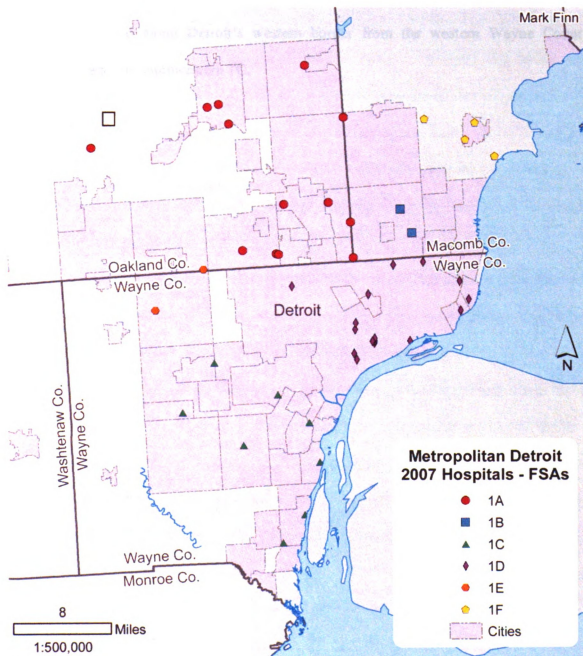 Mark Finn
Oakland Co.
Wayne Co.
Macomb Co.
Wayne Co.
Detroit
N
Washtenaw Co.
Wayne Co.
Wayne Co.
Monroe Co.
Metropolitan Detroit
2007 Hospitals - FSAs
1A
1B
1C
1D
1E
1F
Cities
8
Miles
1:500,000